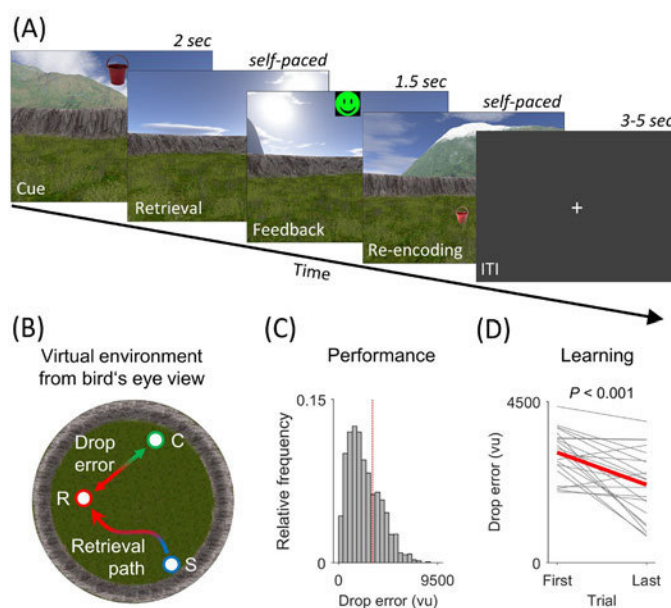 (A)
2 sec
self-paced
1.5 sec
self-paced
3-5 sec
Cue
Retrieval
Feedback
Re-encoding
ITI
Time
(B)
Virtual environment
from bird's eye view
Drop
error
C
R
Retrieval
path
S
(C)
Performance
Relative frequency
0.15
0
0
9500
Drop error (vu)
(D)
Learning
P < 0.001
Drop error (vu)
4500
0
First
Last
Trial